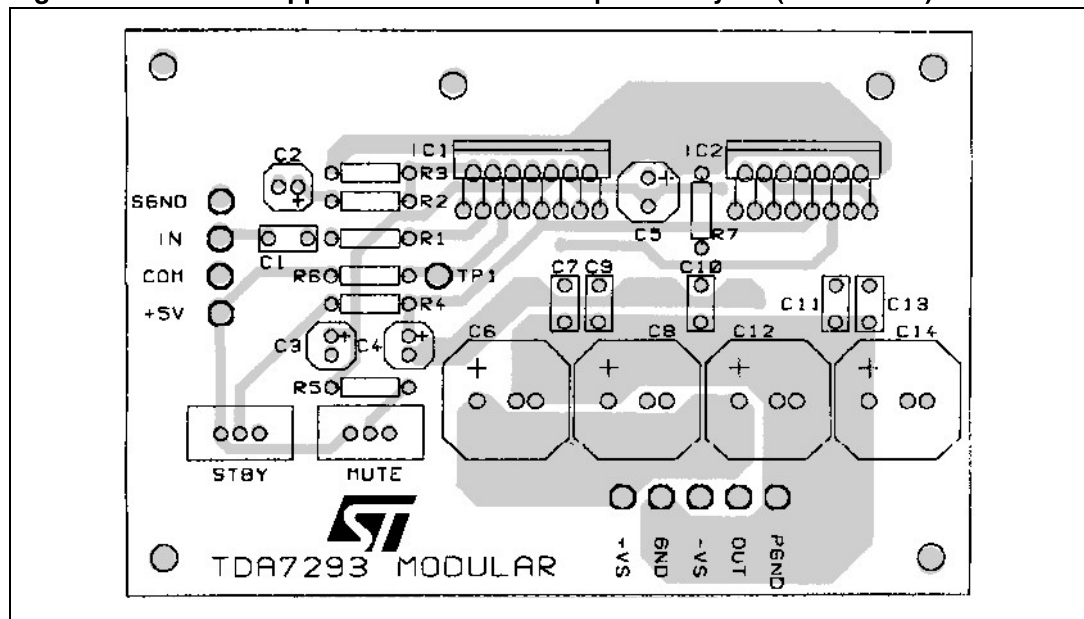 IC1
IC2
C2
R3
R2
SGND
IN
C1
R1
C5
R7
COM
R6
TP1
+5V
R4
C7
C9
C10
C11
C13
C3
C4
C6
C8
C12
C14
R5
STBY
MUTE
ST
TDA7293 MODULAR
+VS
GND
-VS
OUT
PGND